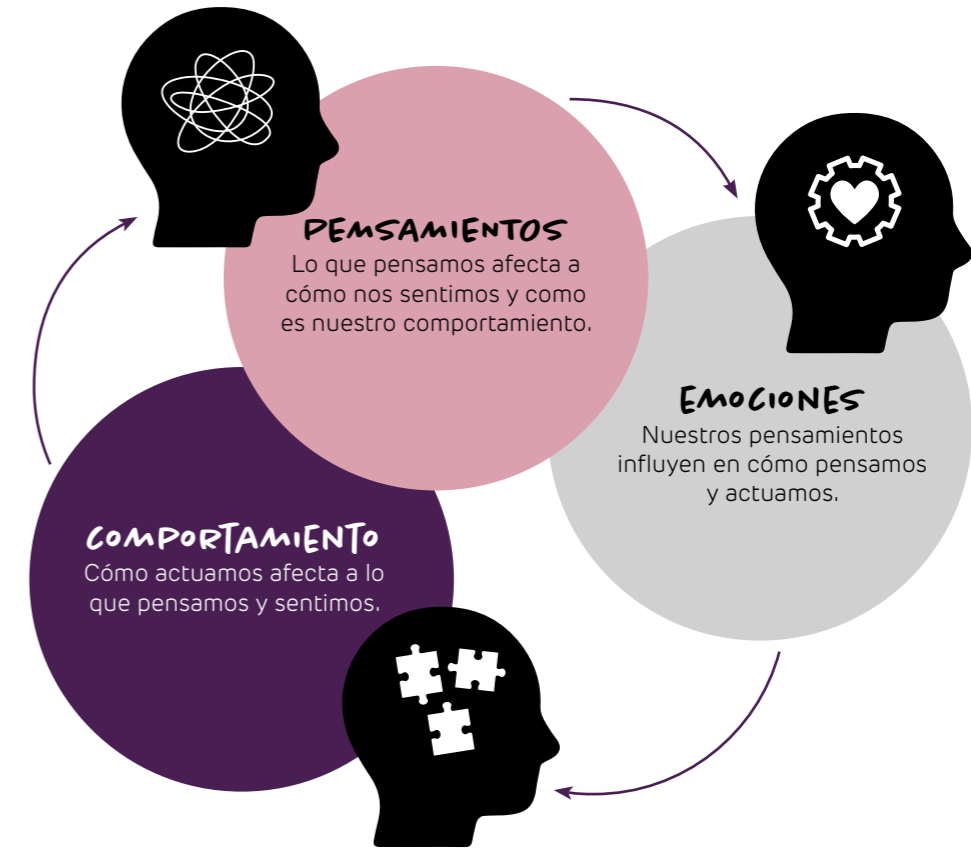 PENSAMIENTOS
Lo que pensamos afecta a
cómo nos sentimos y como
es nuestro comportamiento.
EMOCIONES
Nuestros pensamientos
influyen en cómo pensamos
y actuamos.
COMPORTAMIENTO
Cómo actuamos afecta a lo
que pensamos y sentimos.